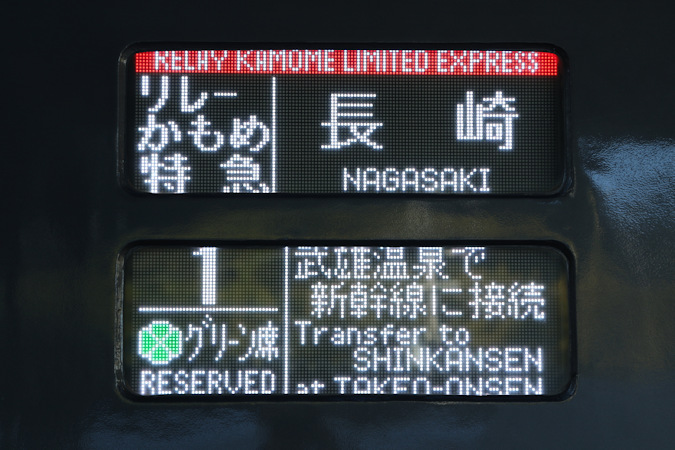 RELAY KAMOME LIMITED EXPRESS
リレー
かもめ
特急
長崎
NAGASAKI
1
グリーン席
RESERVED
武雄温泉で
新幹線に接続
Transfer to
SHINKANSEN
at TAKEO-ONSEN